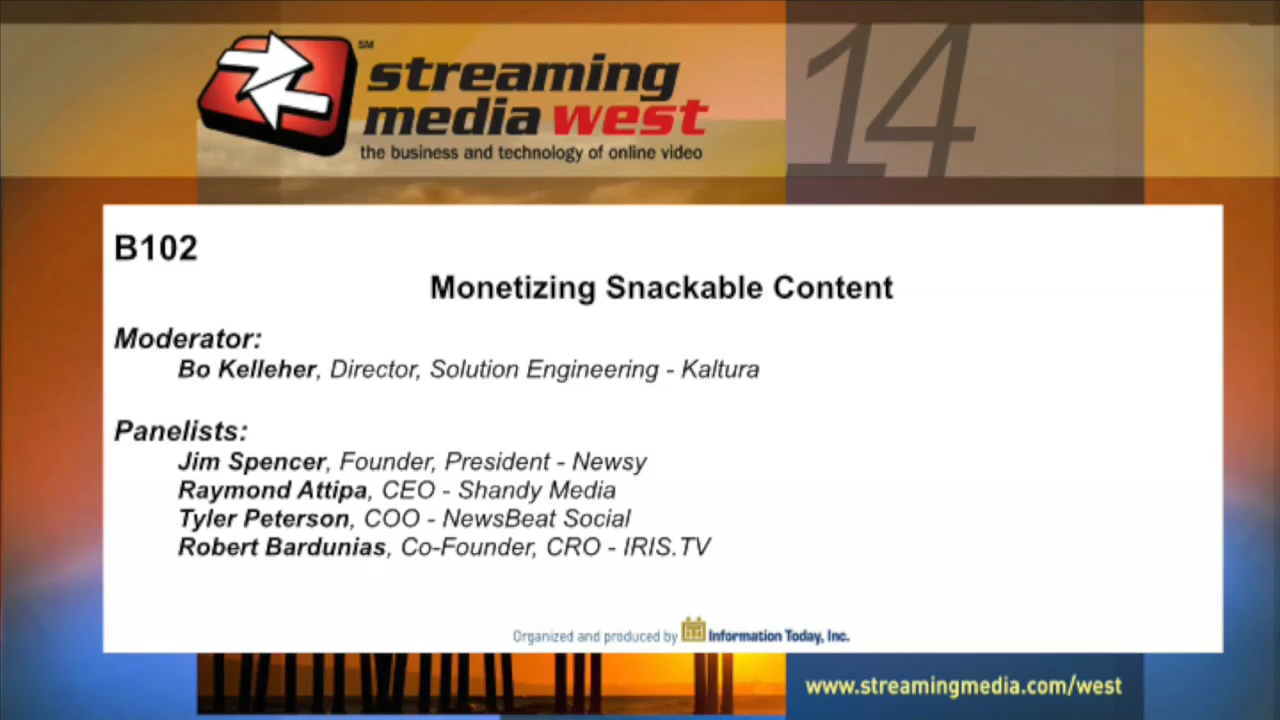 SM
streaming
media west
the business and technology of online video
14
B102
Monetizing Snackable Content
Moderator:
Bo Kelleher, Director, Solution Engineering - Kaltura
Panelists:
Jim Spencer, Founder, President - Newsy
Raymond Attipa, CEO - Shandy Media
Tyler Peterson, COO - NewsBeat Social
Robert Bardunias, Co-Founder, CRO - IRIS.TV
Organized and produced by Information Today, Inc.
www.streamingmedia.com/west